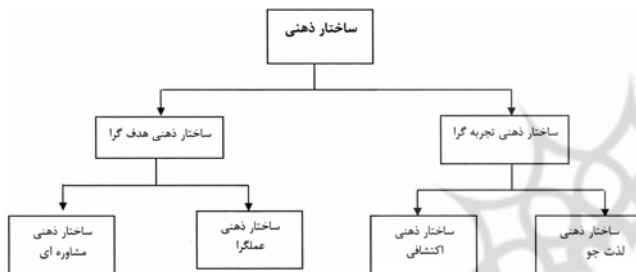 ساختار ذهنی
ساختار ذهنی تجربه گرا
ساختار ذهنی هدف گرا
ساختار ذهنی
لذت جو
ساختار ذهنی
اکتشافی
ساختار ذهنی
عملگرا
ساختار ذهنی
مشاوره ای